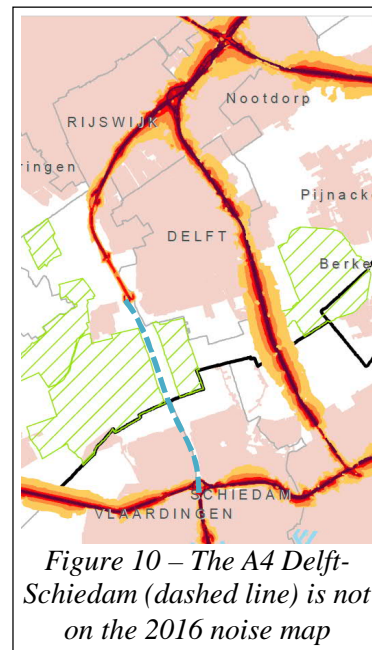 Nootdorp
RIJSWIJK
ringen
Pijnack
DELFT
Berke
SCHIEDAM
VLAARDINGEN
Figure 10 – The A4 Delft-
Schiedam (dashed line) is not
on the 2016 noise map